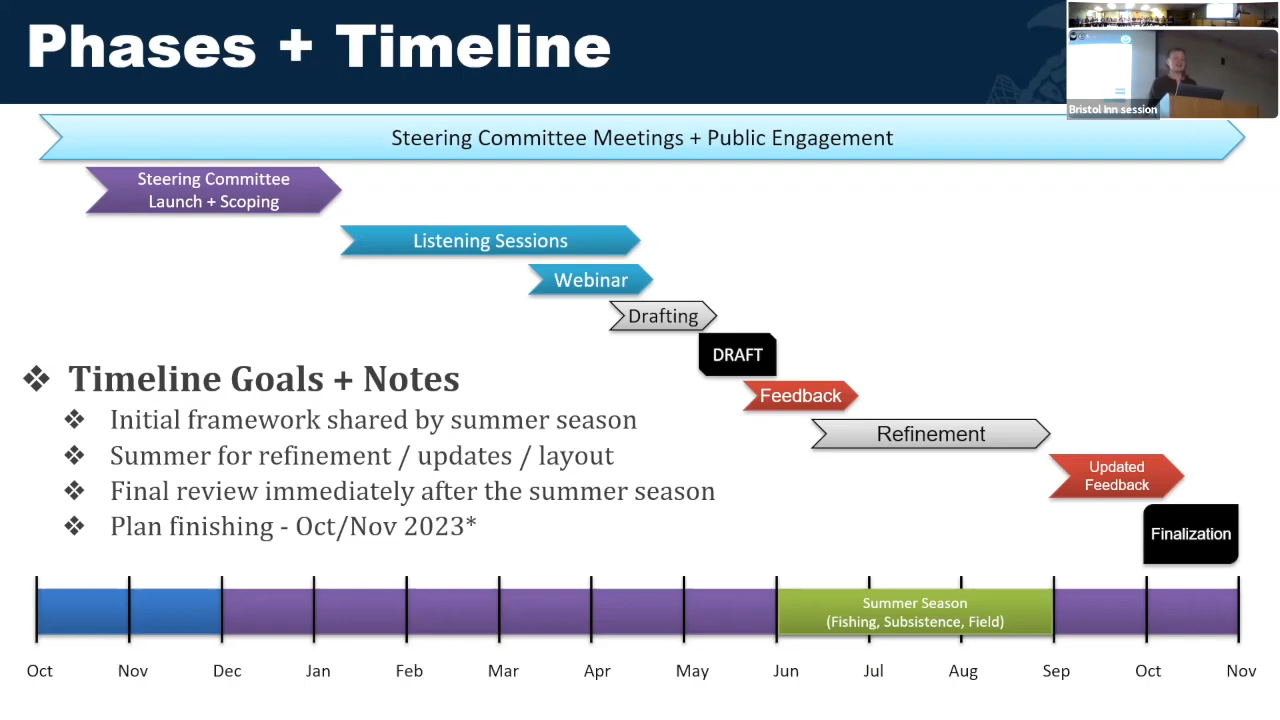 Phases + Timeline
Bristol Inn session
Steering Committee Meetings + Public Engagement
Steering Committee
Launch + Scoping
Listening Sessions
Webinar
Drafting
DRAFT
Feedback
Refinement
Updated
Feedback
Finalization
❖ Timeline Goals + Notes
❖ Initial framework shared by summer season
❖ Summer for refinement / updates / layout
❖ Final review immediately after the summer season
❖ Plan finishing - Oct/Nov 2023*
Summer Season
(Fishing, Subsistence, Field)
Oct Nov Dec Jan Feb Mar Apr May Jun Jul Aug Sep Oct Nov